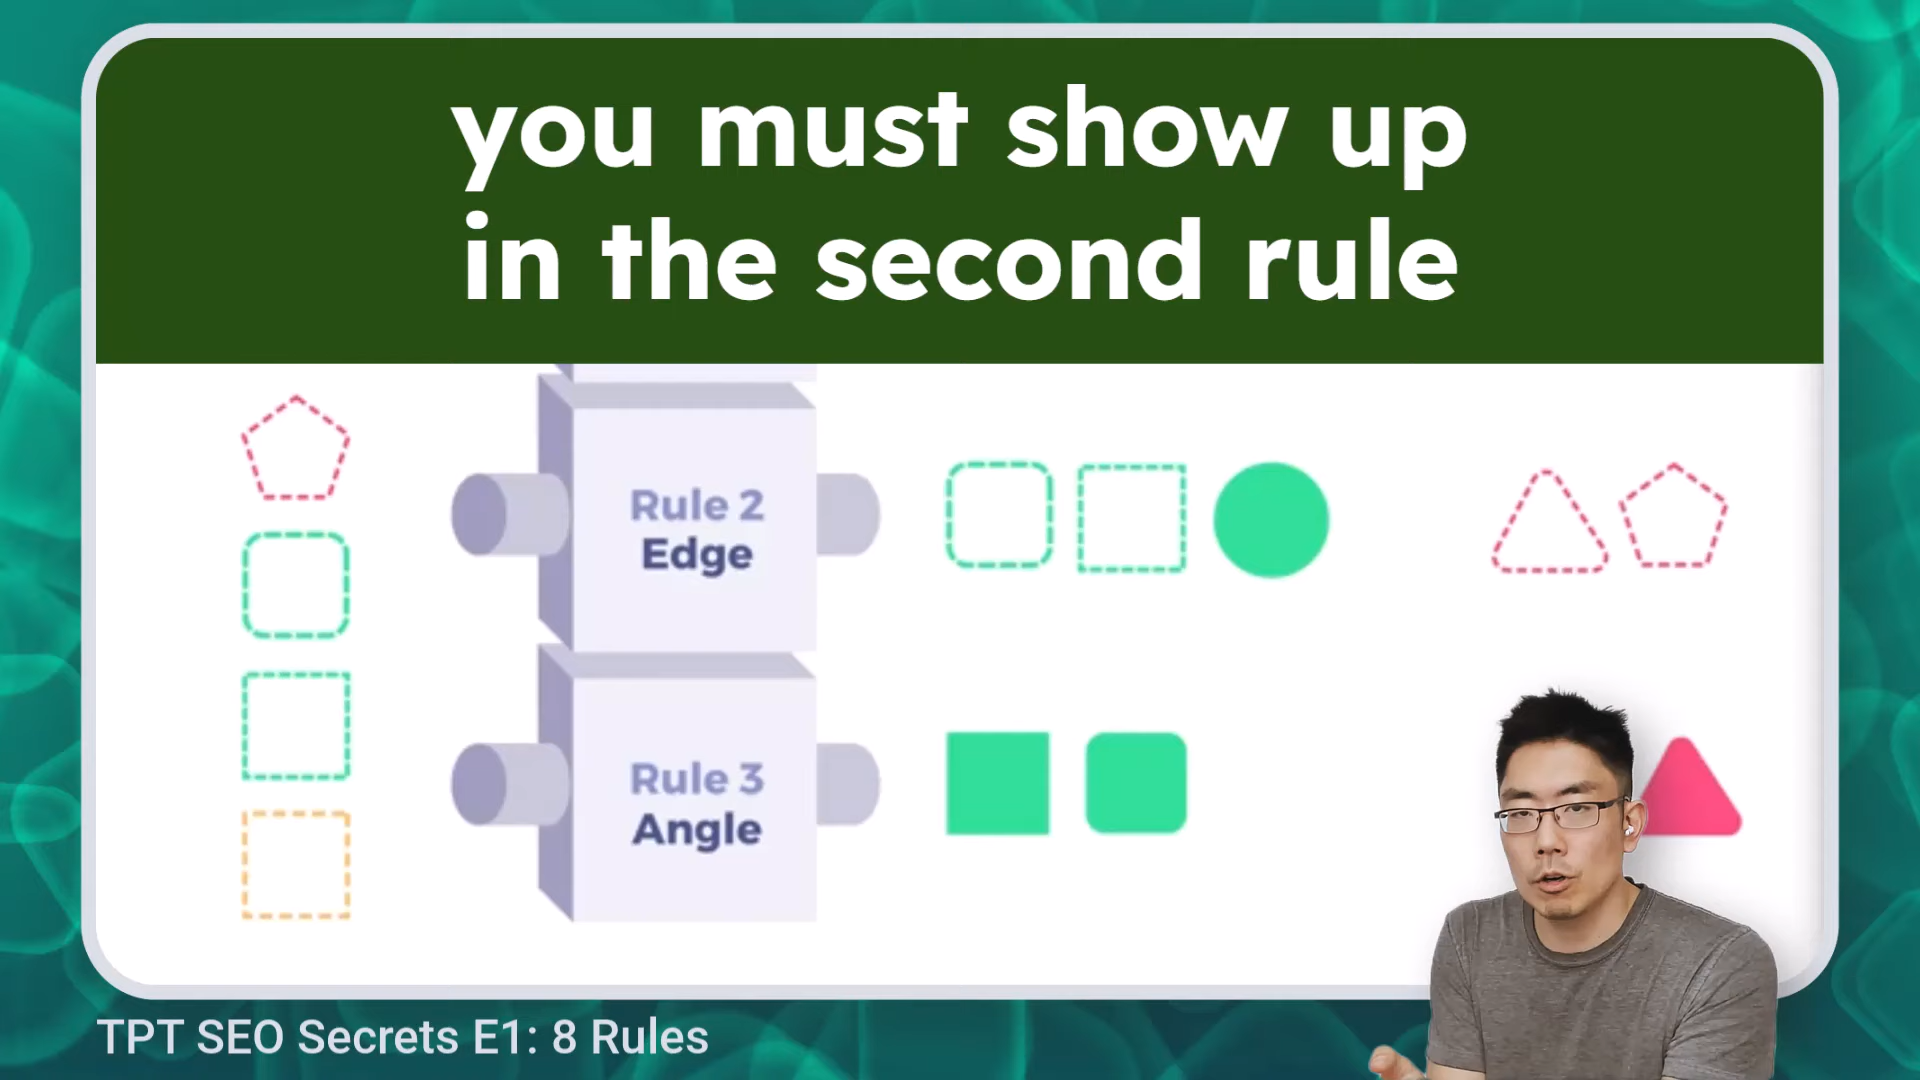 you must show up
in the second rule
Rule 2
Edge
Rule 3
Angle
TPT SEO Secrets E1: 8 Rules